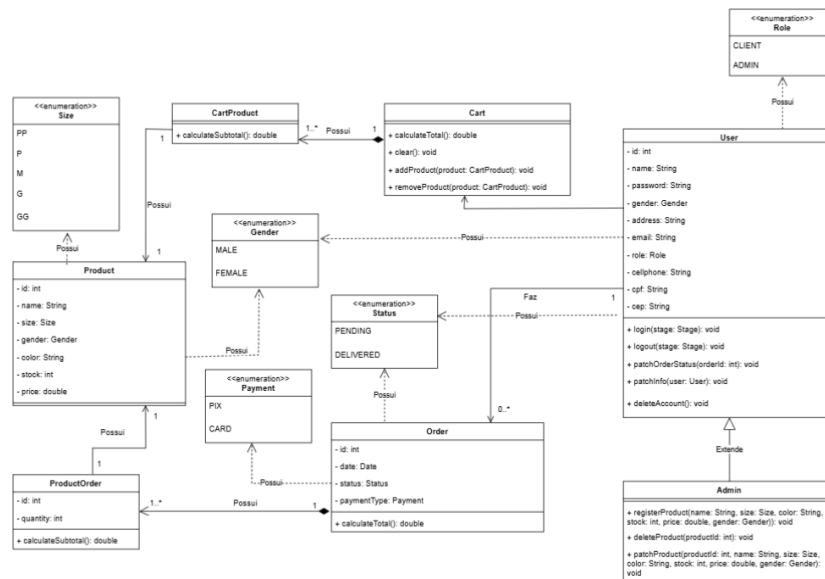 <<enumeration>>
Role
CLIENT
ADMIN
Possui
<<enumeration>>
Size
PP
P
M
G
GG
Possui
CartProduct
+ calculateSubtotal(): double
1
Possui
1
1..*
Possui
1
Cart
+ calculateTotal(): double
+ clear(): void
+ addProduct(product: CartProduct): void
+ removeProduct(product: CartProduct): void
User
- id: int
- name: String
- password: String
- gender: Gender
- address: String
- email: String
- role: Role
- cellphone: String
- cpf: String
- cep: String
+ login(stage: Stage): void
+ logout(stage: Stage): void
+ patchOrderStatus(orderId: int): void
+ patchInfo(user: User): void
+ deleteAccount(): void
<<enumeration>>
Gender
MALE
FEMALE
Possui
Product
- id: int
- name: String
- size: Size
- gender: Gender
- color: String
- stock: int
- price: double
Possui
<<enumeration>>
Status
PENDING
DELIVERED
Faz
1
Possui
0..*
Possui
<<enumeration>>
Payment
PIX
CARD
Possui
Order
- id: int
- date: Date
- status: Status
- paymentType: Payment
+ calculateTotal(): double
1
Possui
1
ProductOrder
- id: int
- quantity: int
+ calculateSubtotal(): double
1..*
Possui
1
Extende
Admin
+ registerProduct(name: String, size: Size, color: String,
stock: int, price: double, gender: Gender)): void
+ deleteProduct(productId: int): void
+ patchProduct(productId: int, name: String, size: Size,
color: String, stock: int, price: double, gender: Gender):
void